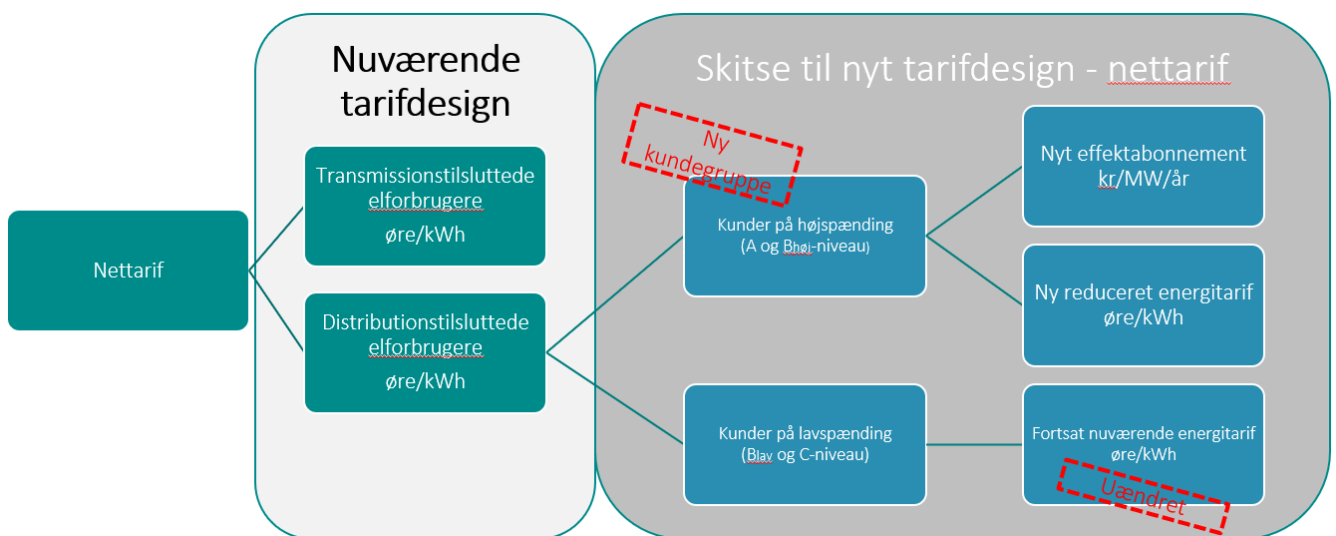 Nuværende
tarifdesign
Skitse til nyt tarifdesign - nettarif
Nettarif
Transmissionstilsluttede
elforbrugere
øre/kWh
Distributionstilsluttede
elforbrugere
øre/kWh
Ny
kundegruppe
Kunder på højspænding
(A og Bhøj-niveau)
Nyt effektabonnement
kr/MW/år
Ny reduceret energitarif
øre/kWh
Kunder på lavspænding
(Blav og C-niveau)
Fortsat nuværende energitarif
øre/kWh
Uændret